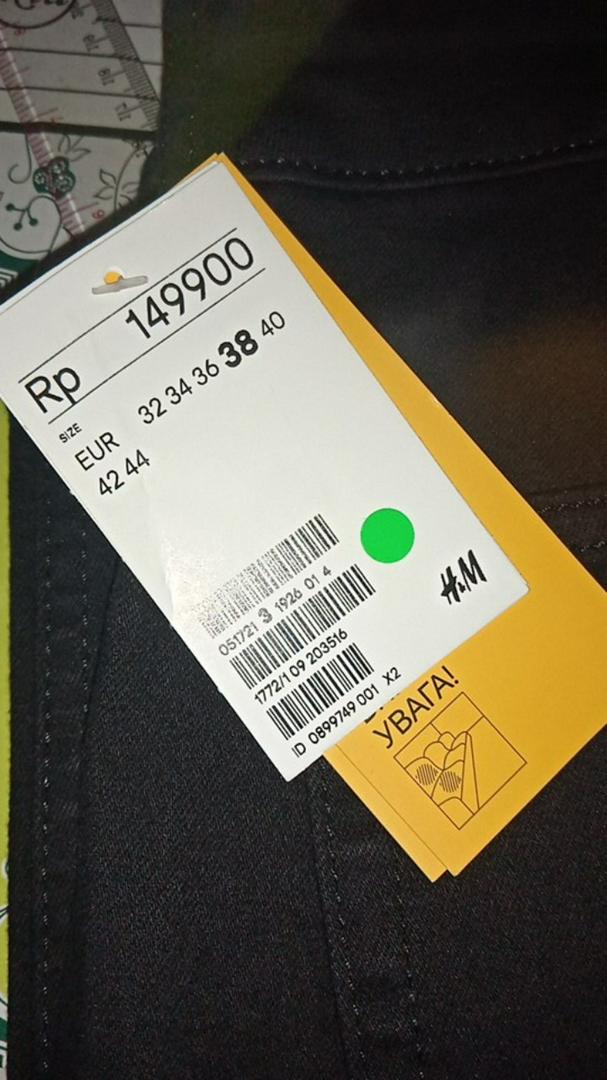 Rp 149900
SIZE
EUR 32 34 36 38 40
42 44
051721 3 1926 01 4
1772/1 09 203516
ID 0899749 001 X2
H&M
УВАГА!